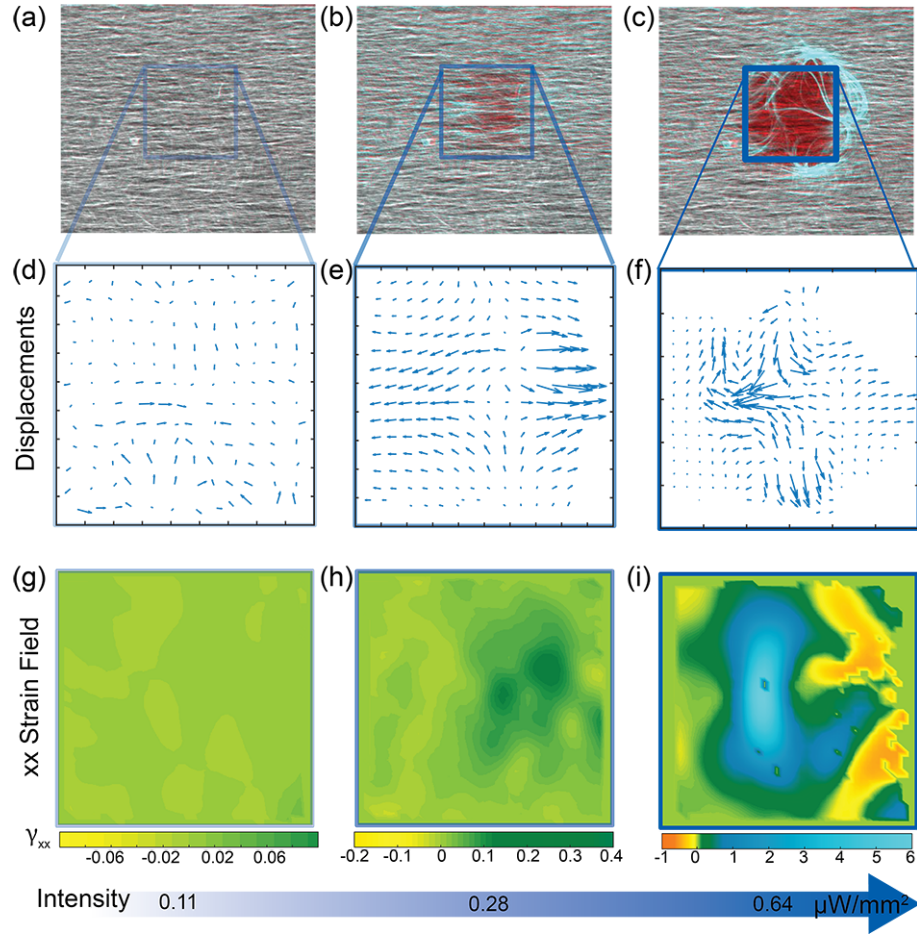 (a) (b) (c)
(d) (e) (f)
Displacements
(g) (h) (i)
xx Strain Field
γxx
-0.06 -0.02 0.02 0.06
-0.2 -0.1 0 0.1 0.2 0.3 0.4
-1 0 1 2 3 4 5 6
Intensity 0.11 0.28 0.64 μW/mm²